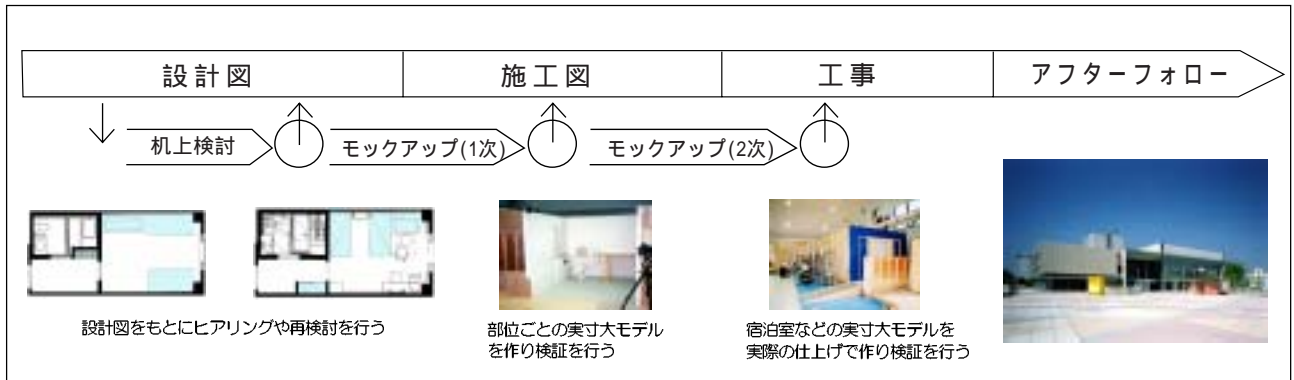 設計図
施工図
工事
アフターフォロー
机上検討
モックアップ(1次)
モックアップ(2次)
設計図をもとにヒアリングや再検討を行う
部位ごとの実寸大モデル
を作り検証を行う
宿泊室などの実寸大モデルを
実際の仕上げで作り検証を行う